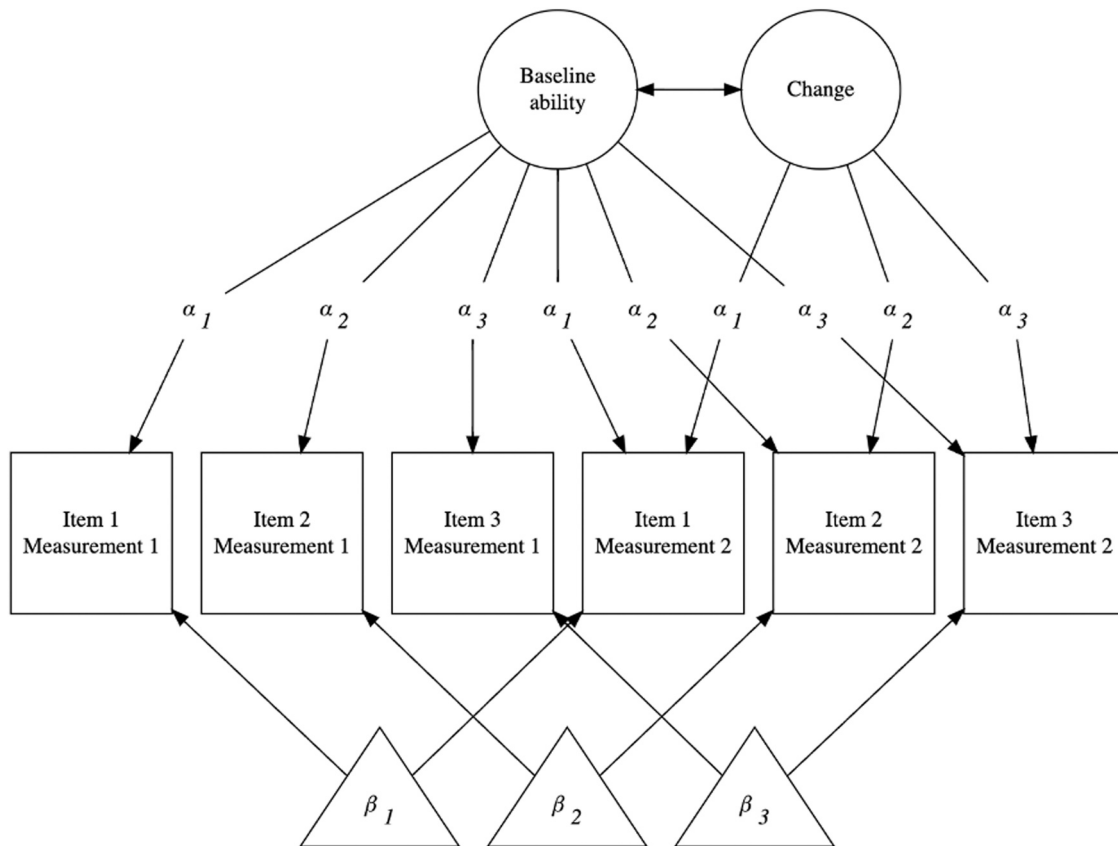 Baseline
ability
Change
α 1
α 2
α 3
α 1
α 2
α 1
α 3
α 2
α 3
Item 1
Measurement 1
Item 2
Measurement 1
Item 3
Measurement 1
Item 1
Measurement 2
Item 2
Measurement 2
Item 3
Measurement 2
β 1
β 2
β 3